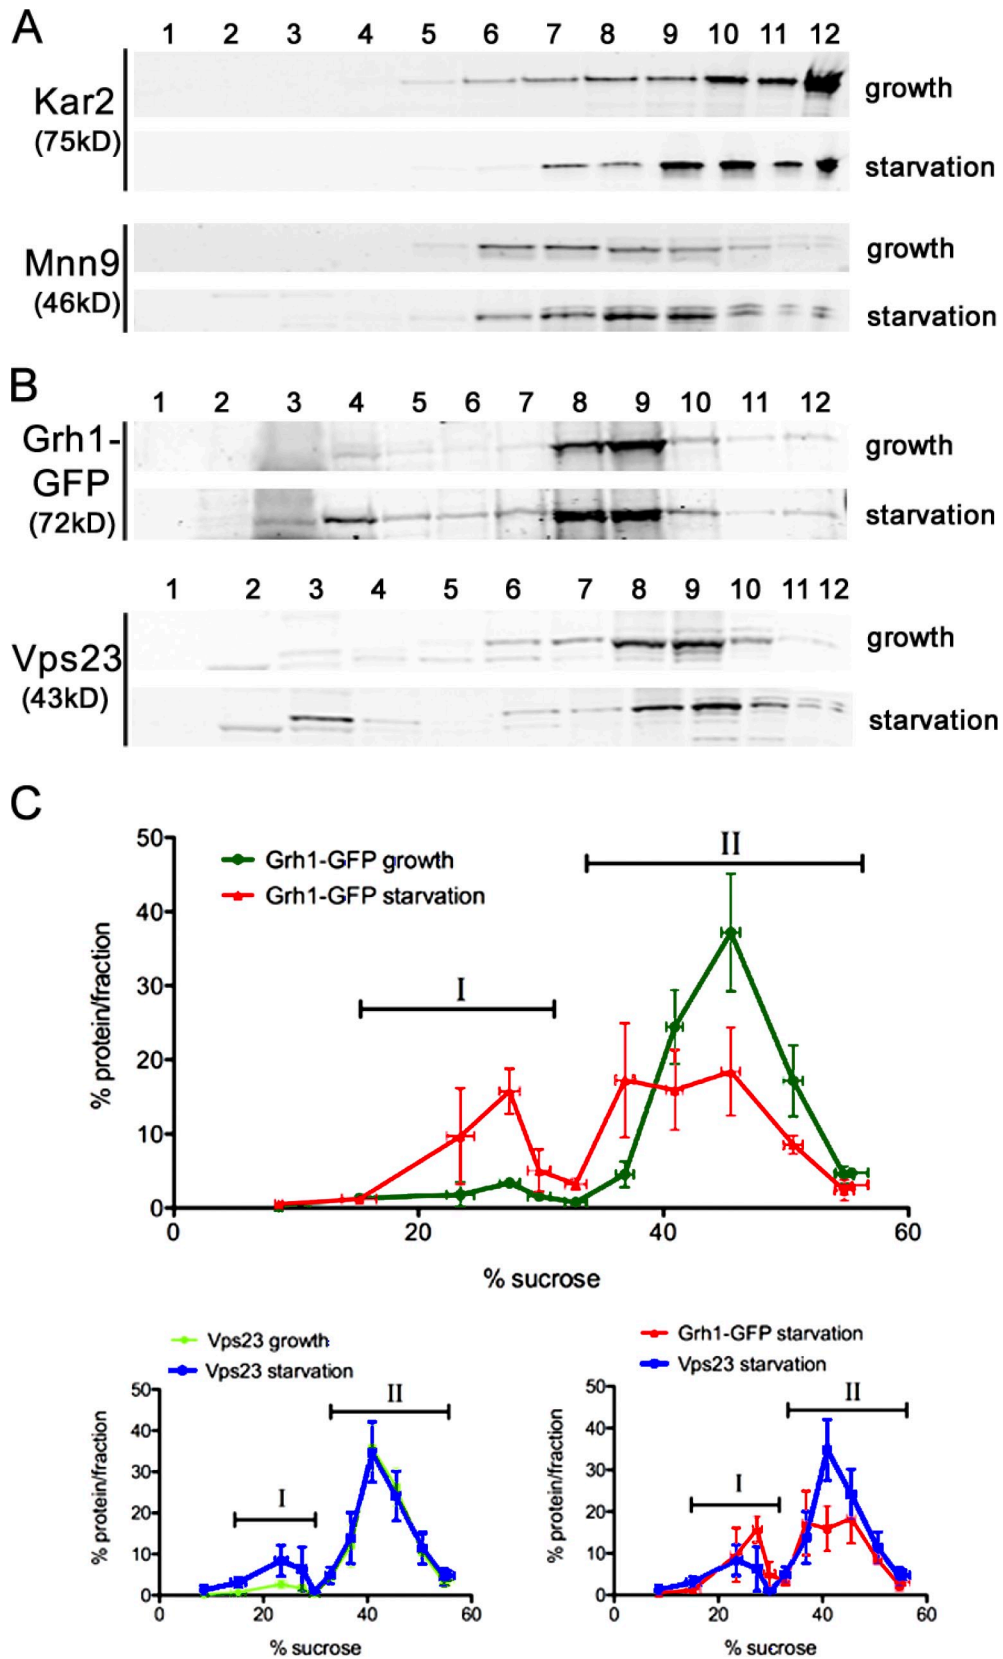 A
1 2 3 4 5 6 7 8 9 10 11 12
Kar2
(75kD)
growth
starvation
Mnn9
(46kD)
growth
starvation
B
1 2 3 4 5 6 7 8 9 10 11 12
Grh1-
GFP
(72kD)
growth
starvation
1 2 3 4 5 6 7 8 9 10 11 12
Vps23
(43kD)
growth
starvation
C
Grh1-GFP growth
Grh1-GFP starvation
I
II
% protein/fraction
50
40
30
20
10
0
0 20 40 60
% sucrose
Vps23 growth
Vps23 starvation
I
II
% protein/fraction
50
40
30
20
10
0
0 20 40 60
% sucrose
Grh1-GFP starvation
Vps23 starvation
I
II
% protein/fraction
50
40
30
20
10
0
0 20 40 60
% sucrose